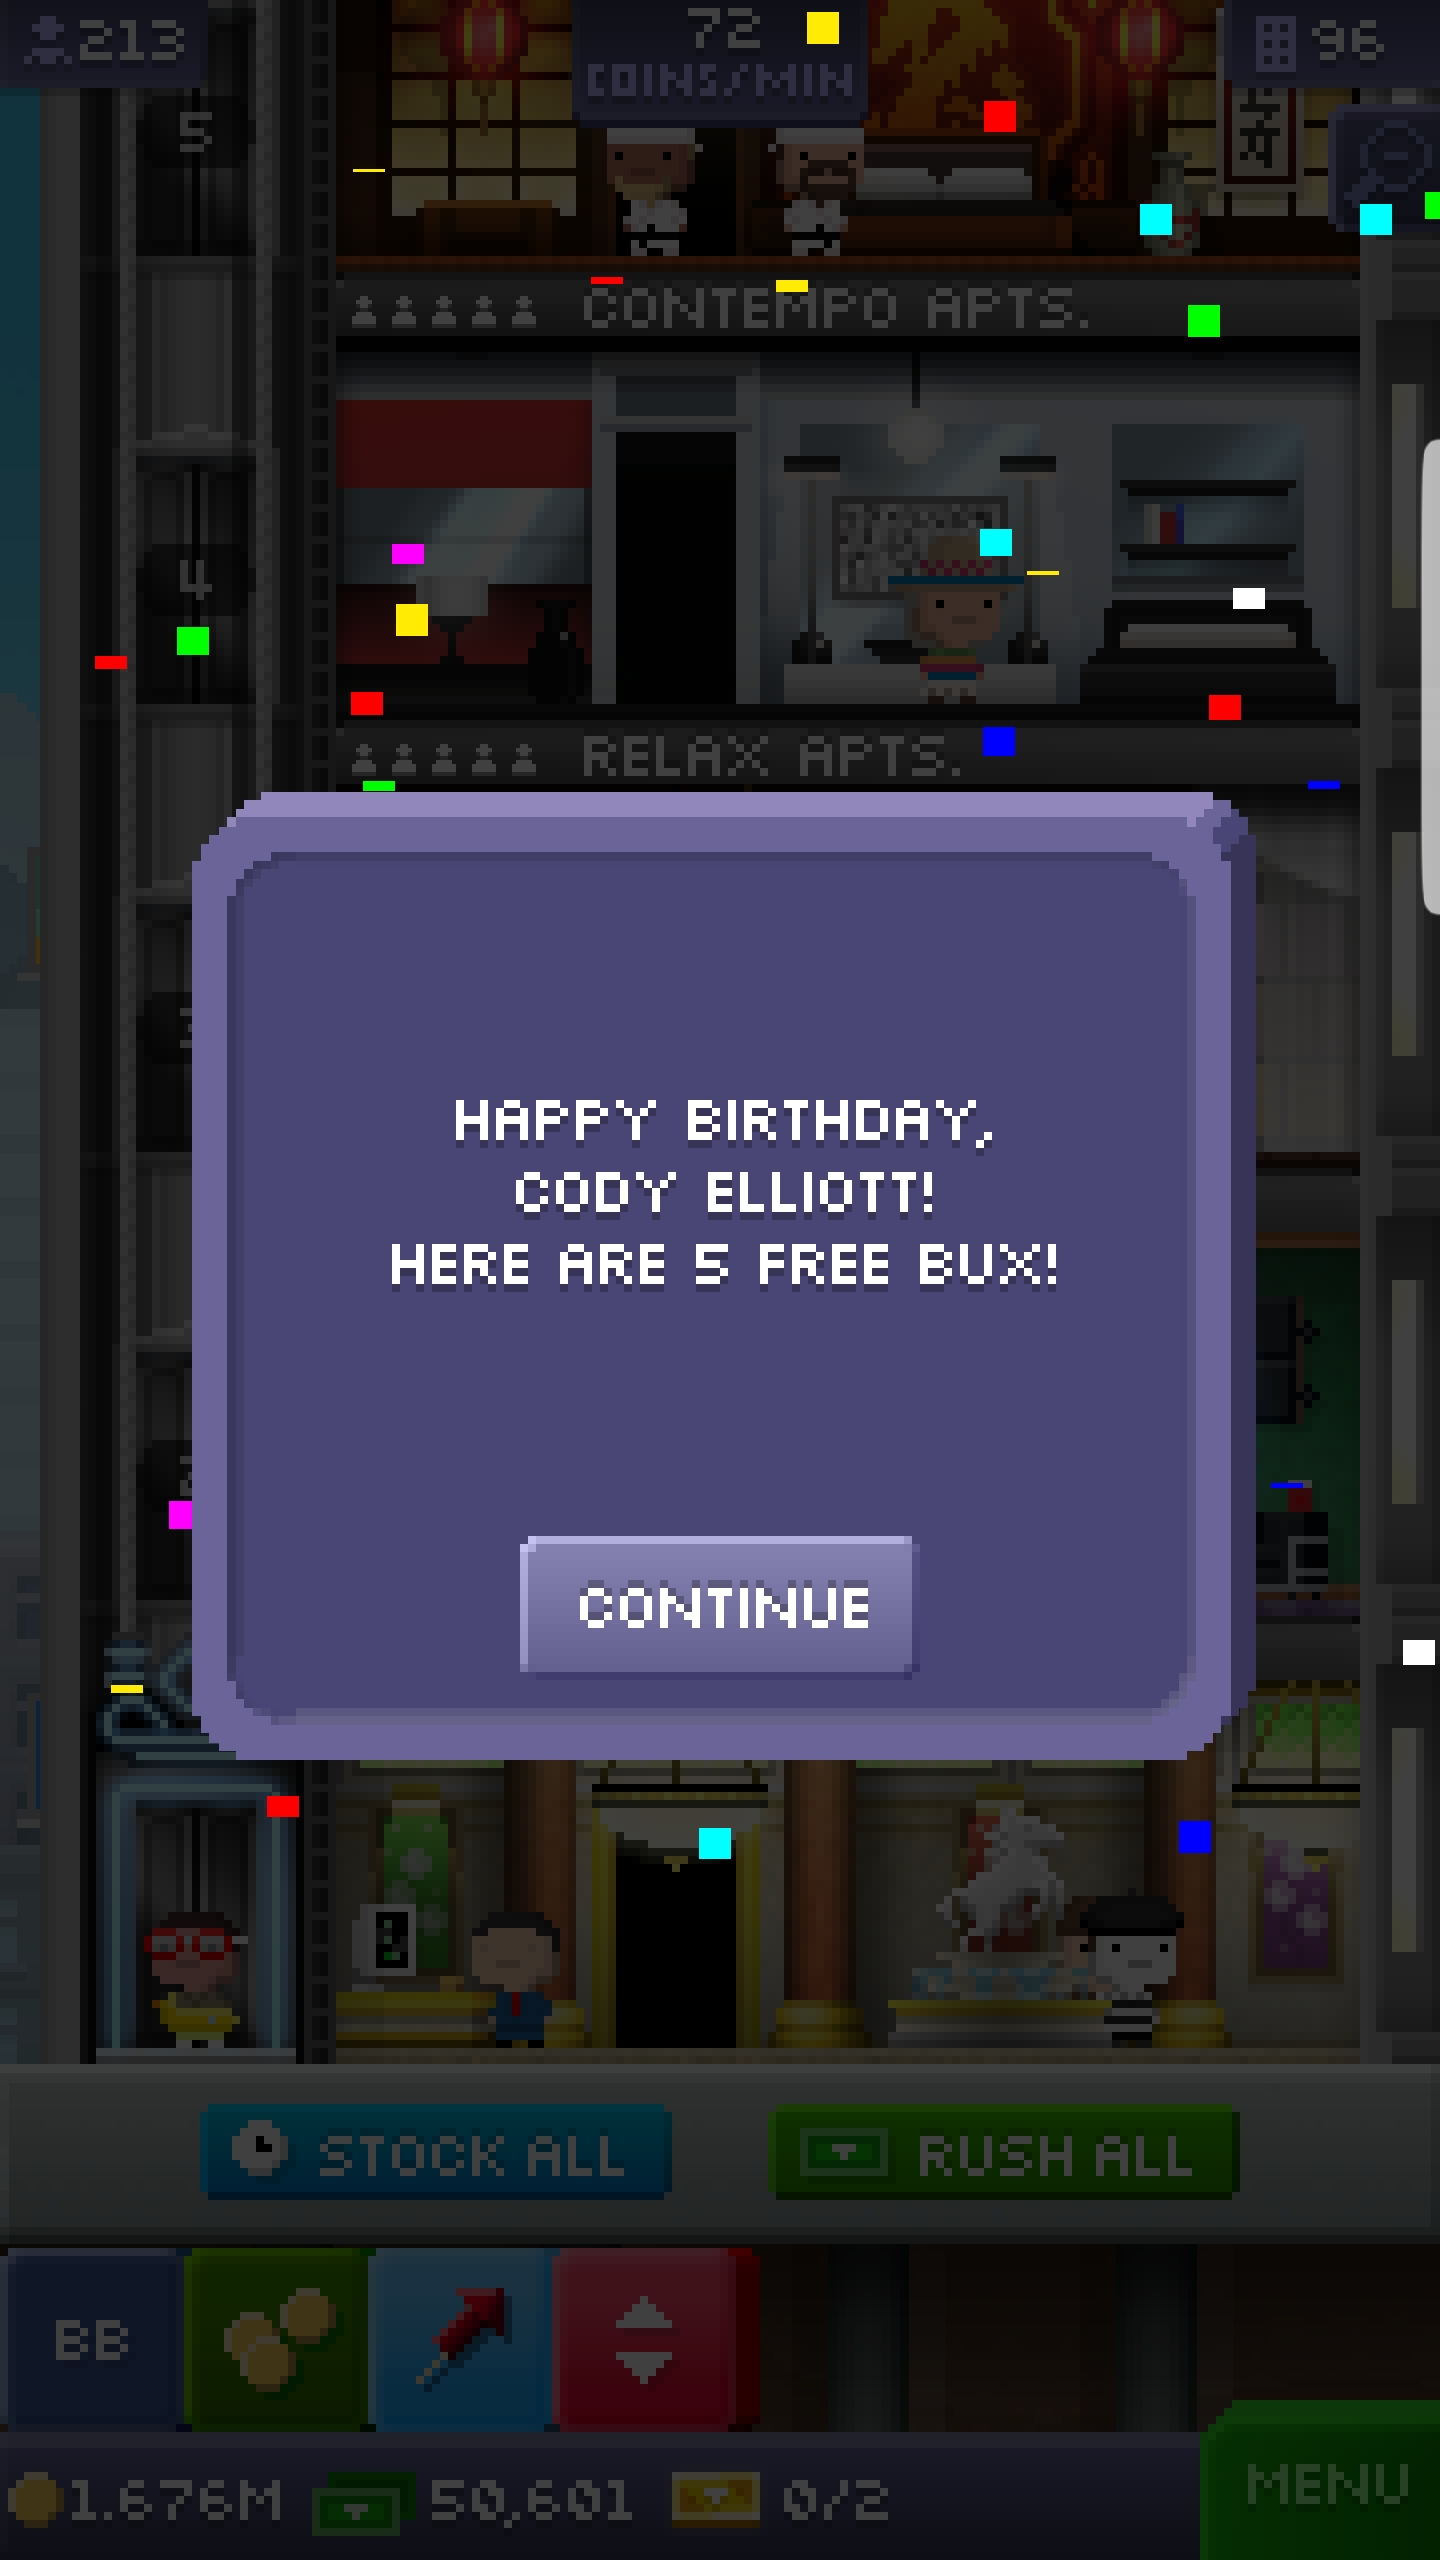 213
72
COINS/MIN
96
5
CONTEMPO APTS.
4
RELAX APTS.
HAPPY BIRTHDAY,
CODY ELLIOTT!
HERE ARE 5 FREE BUX!
CONTINUE
STOCK ALL
RUSH ALL
BB
1.676M
50,601
0/2
MENU